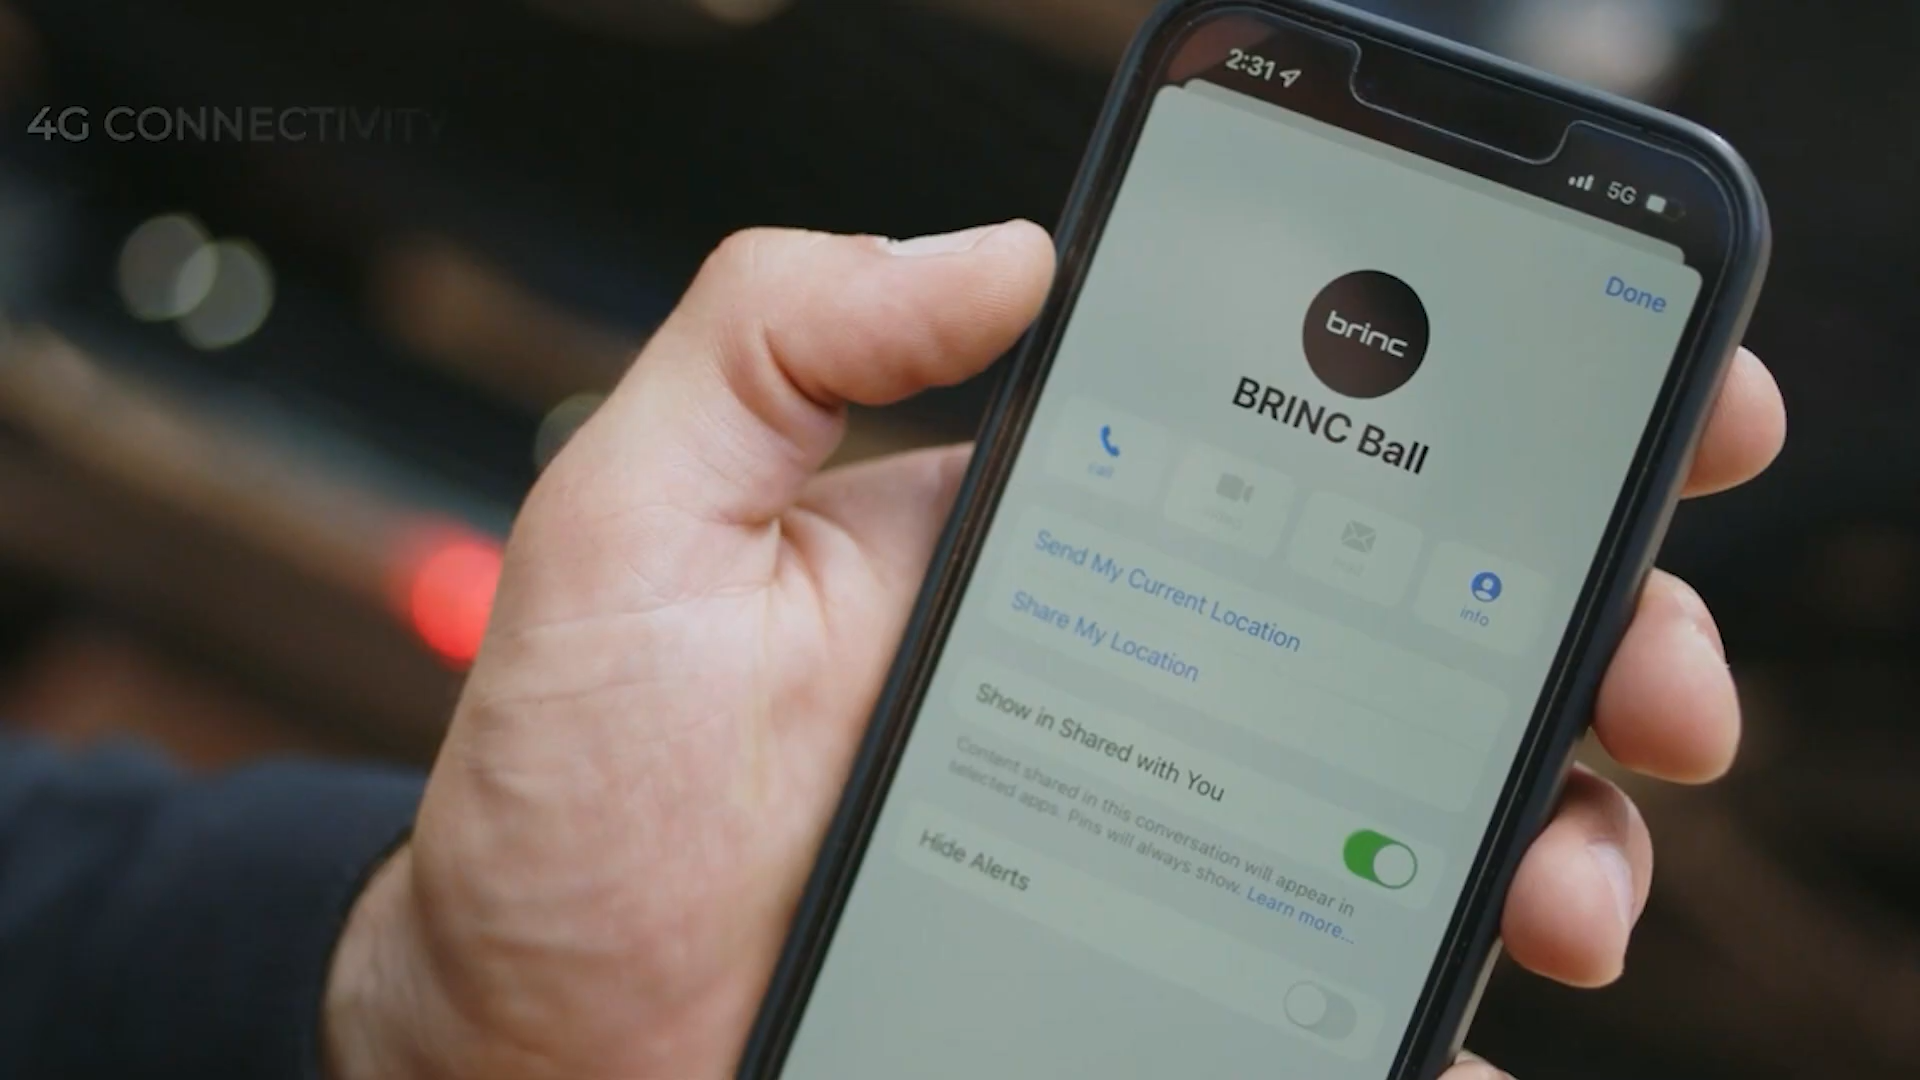 4G CONNECTIVITY
2:31
5G
Done
brinc
BRINC Ball
call
info
Send My Current Location
Share My Location
Show in Shared with You
Content shared in this conversation will appear in
selected apps. Pins will always show. Learn more...
Hide Alerts